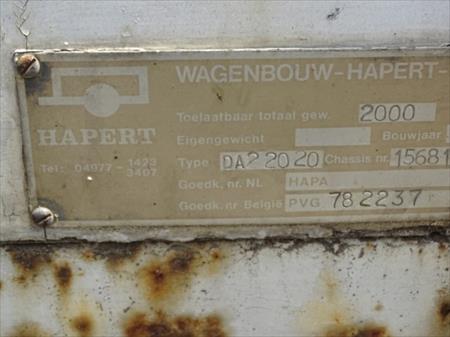 WAGENBOUW-HAPERT-
HAPERT
Tel: 04977 - 1423
3407
Toelaatbaar totaal gew. 2000
Eigengewicht Bouwjaar
Type DA22020 Chassis nr. 15681
Goedk. nr. NL HAPA
Goedk. nr België PVG 782237